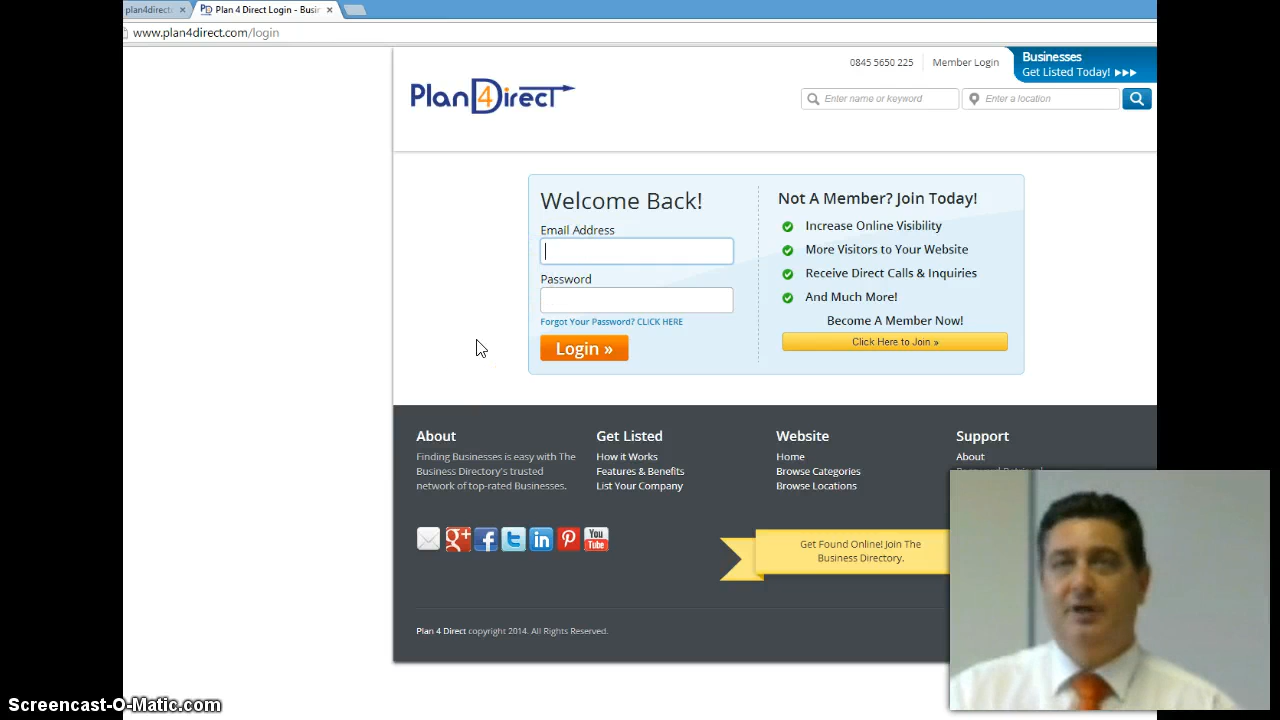 plan4direct:
Plan 4 Direct Login - Busin
www.plan4direct.com/login
0845 5650 225
Member Login
Businesses
Get Listed Today!
Plan4Direct
Enter name or keyword
Enter a location
Welcome Back!
Email Address
Password
Forgot Your Password? CLICK HERE
Login »
Not A Member? Join Today!
Increase Online Visibility
More Visitors to Your Website
Receive Direct Calls & Inquiries
And Much More!
Become A Member Now!
Click Here to Join »
About
Finding Businesses is easy with The
Business Directory's trusted
network of top-rated Businesses.
Get Listed
How it Works
Features & Benefits
List Your Company
Website
Home
Browse Categories
Browse Locations
Support
About
You
Tube
Get Found Online! Join The
Business Directory.
Plan 4 Direct copyright 2014. All Rights Reserved.
Screencast-O-Matic.com